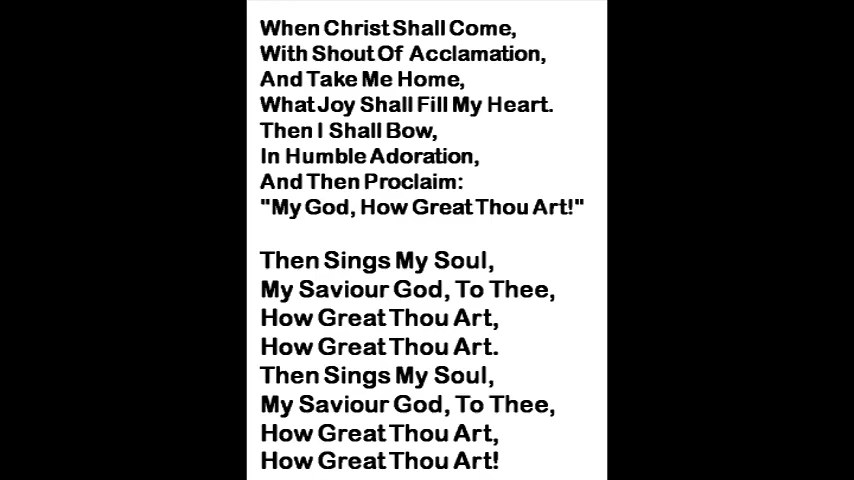 When Christ Shall Come,
With Shout Of Acclamation,
And Take Me Home,
What Joy Shall Fill My Heart.
Then I Shall Bow,
In Humble Adoration,
And Then Proclaim:
"My God, How Great Thou Art!"
Then Sings My Soul,
My Saviour God, To Thee,
How Great Thou Art,
How Great Thou Art.
Then Sings My Soul,
My Saviour God, To Thee,
How Great Thou Art,
How Great Thou Art!